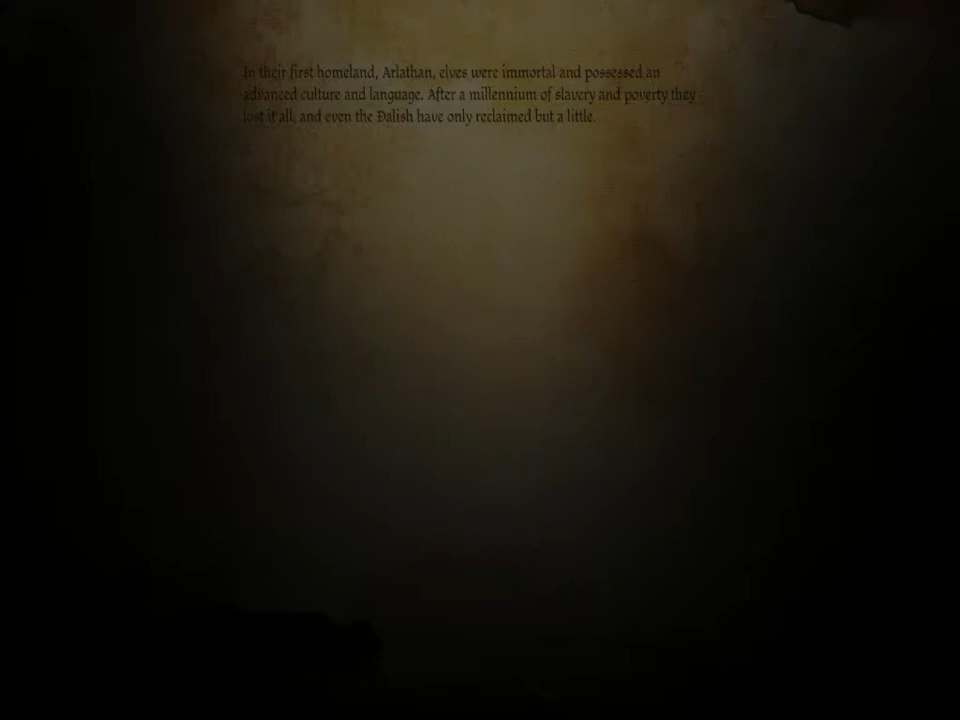 In their first homeland, Arlathan, elves were immortal and possessed an
advanced culture and language. After a millennium of slavery and poverty they
lost it all, and even the Dalish have only reclaimed but a little.